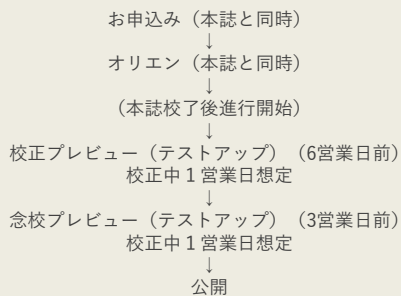 お申込み（本誌と同時）
↓
オリエン（本誌と同時）
↓
（本誌校了後進行開始）
↓
校正プレビュー（テストアップ）（6営業日前）
校正中１営業日想定
↓
念校プレビュー（テストアップ）（3営業日前）
校正中１営業日想定
↓
公開